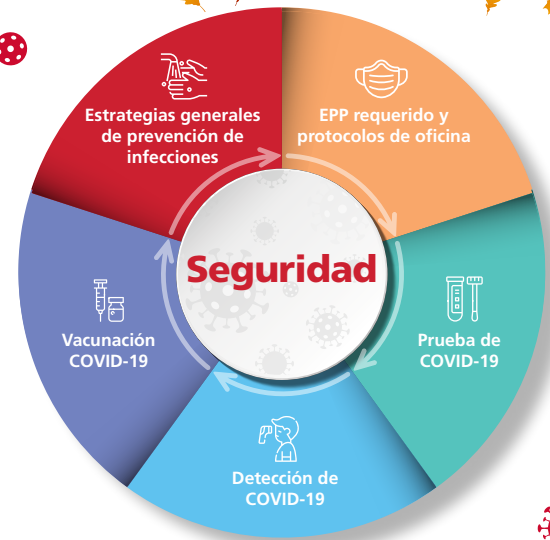 Estrategias generales
de prevención de
infecciones
EPP requerido y
protocolos de oficina
Seguridad
Vacunación
COVID-19
Prueba de
COVID-19
Detección de
COVID-19